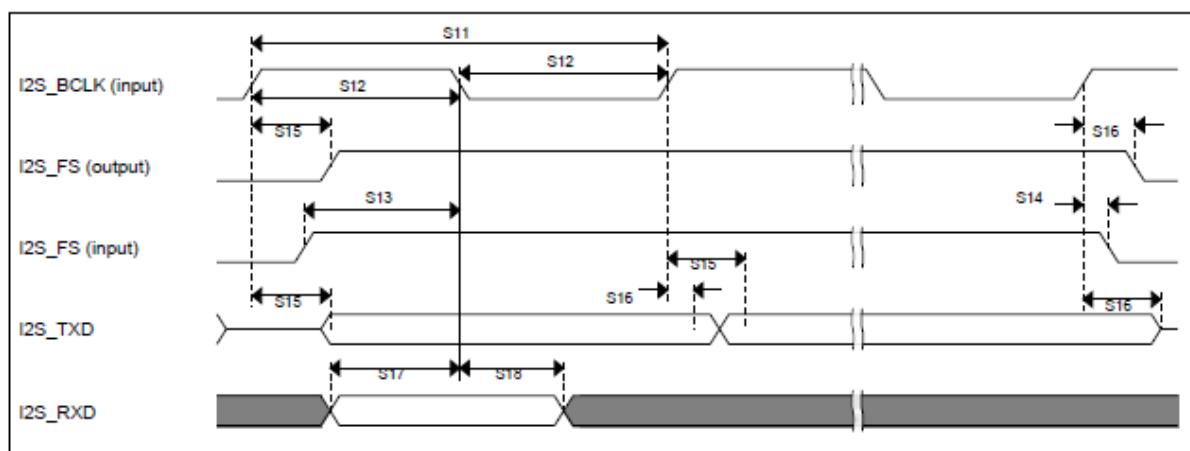 S11
I2S_BCLK (input)
S12
S12
S15
S16
I2S_FS (output)
S13
S14
I2S_FS (input)
S15
S15
S16
S16
I2S_TXD
S17
S18
I2S_RXD